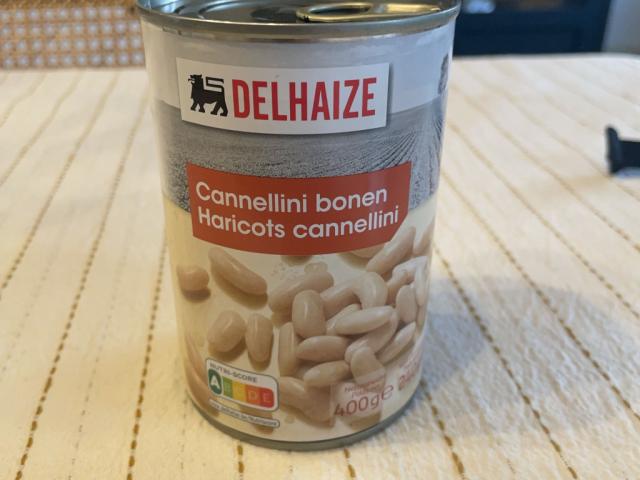 DELHAIZE
Cannellini bonen
Haricots cannellini
NUTRI-SCORE
A B C D E
400g e